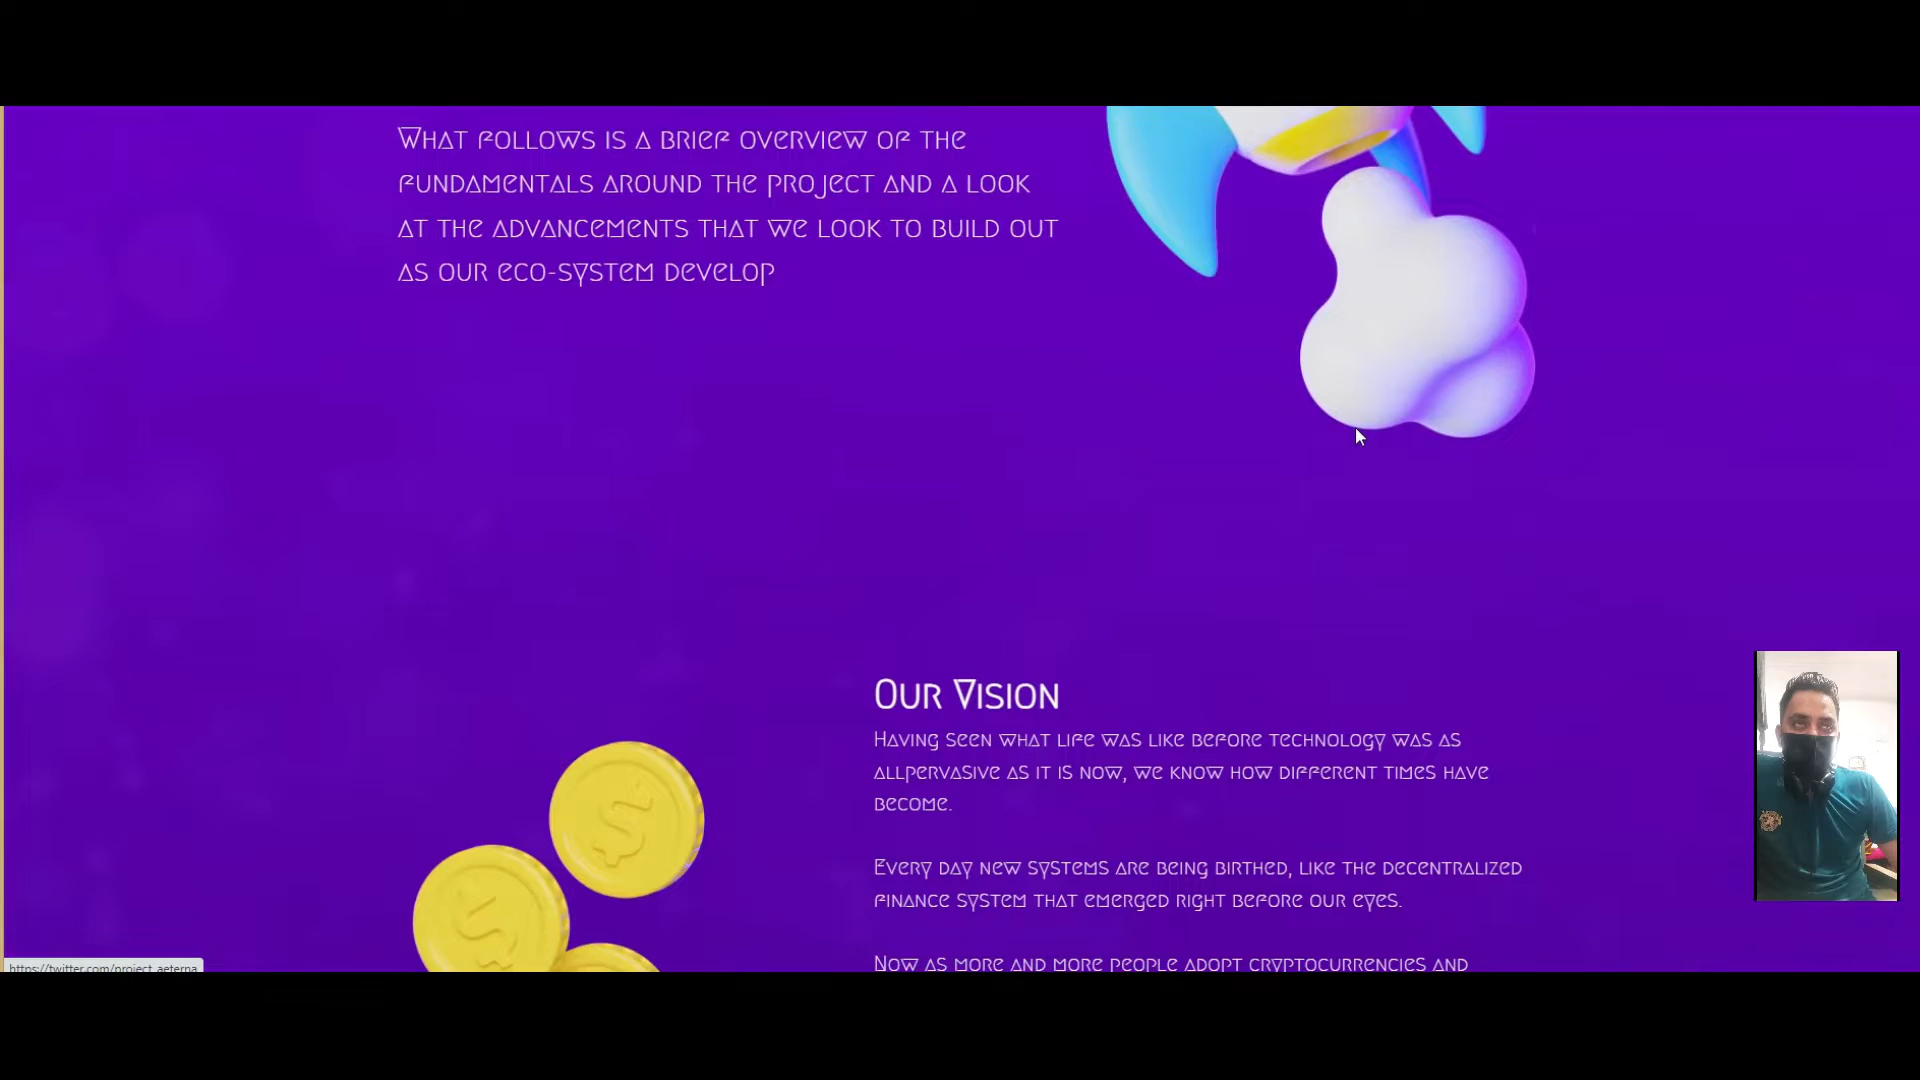 What follows is a brief overview of the
fundamentals around the project and a look
at the advancements that we look to build out
as our eco-system develop
Our Vision
Having seen what life was like before technology was as
allpervasive as it is now, we know how different times have
become.
Every day new systems are being birthed, like the decentralized
finance system that emerged right before our eyes.
Now as more and more people adopt cryptocurrencies and
https://twitter.com/project_aeterna